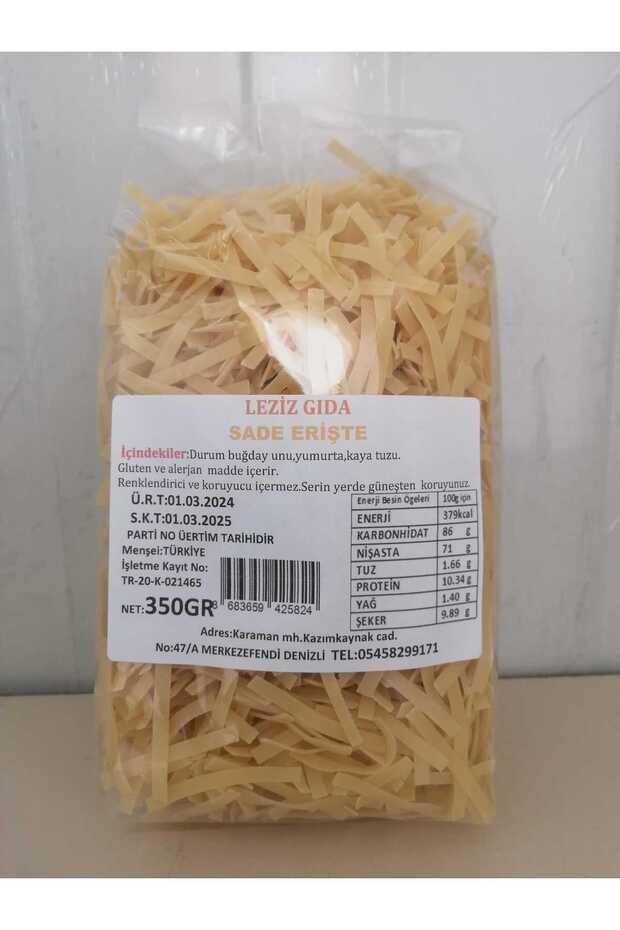 LEZİZ GIDA
SADE ERİŞTE
İçindekiler:Durum buğday unu,yumurta,kaya tuzu.
Gluten ve alerjan madde içerir.
Renklendirici ve koruyucu içermez.Serin yerde güneşten koruyunuz.
Ü.R.T:01.03.2024
S.K.T:01.03.2025
PARTİ NO ÜERTİM TARİHİDİR
Menşei:TÜRKİYE
İşletme Kayıt No:
TR-20-K-021465
NET:350GR
8 683659 425824
Enerji Besin Ögeleri 100g için
ENERJİ 379kcal
KARBONHİDAT 86 g
NİŞASTA 71 g
TUZ 1.66 g
PROTEİN 10.34 g
YAĞ 1.40 g
ŞEKER 9.89 g
Adres:Karaman mh.Kazımkaynak cad.
No:47/A MERKEZEFENDİ DENİZLİ TEL:05458299171